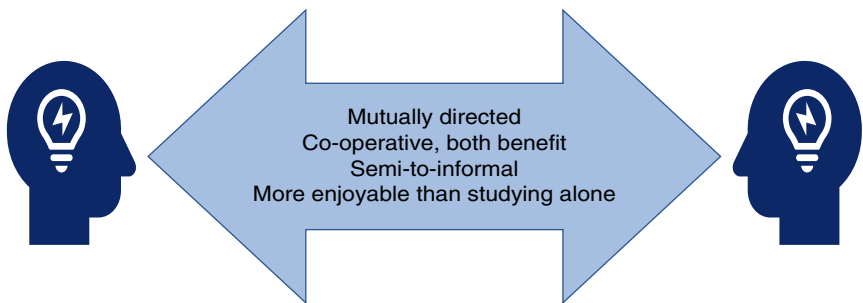 Mutually directed
Co-operative, both benefit
Semi-to-informal
More enjoyable than studying alone